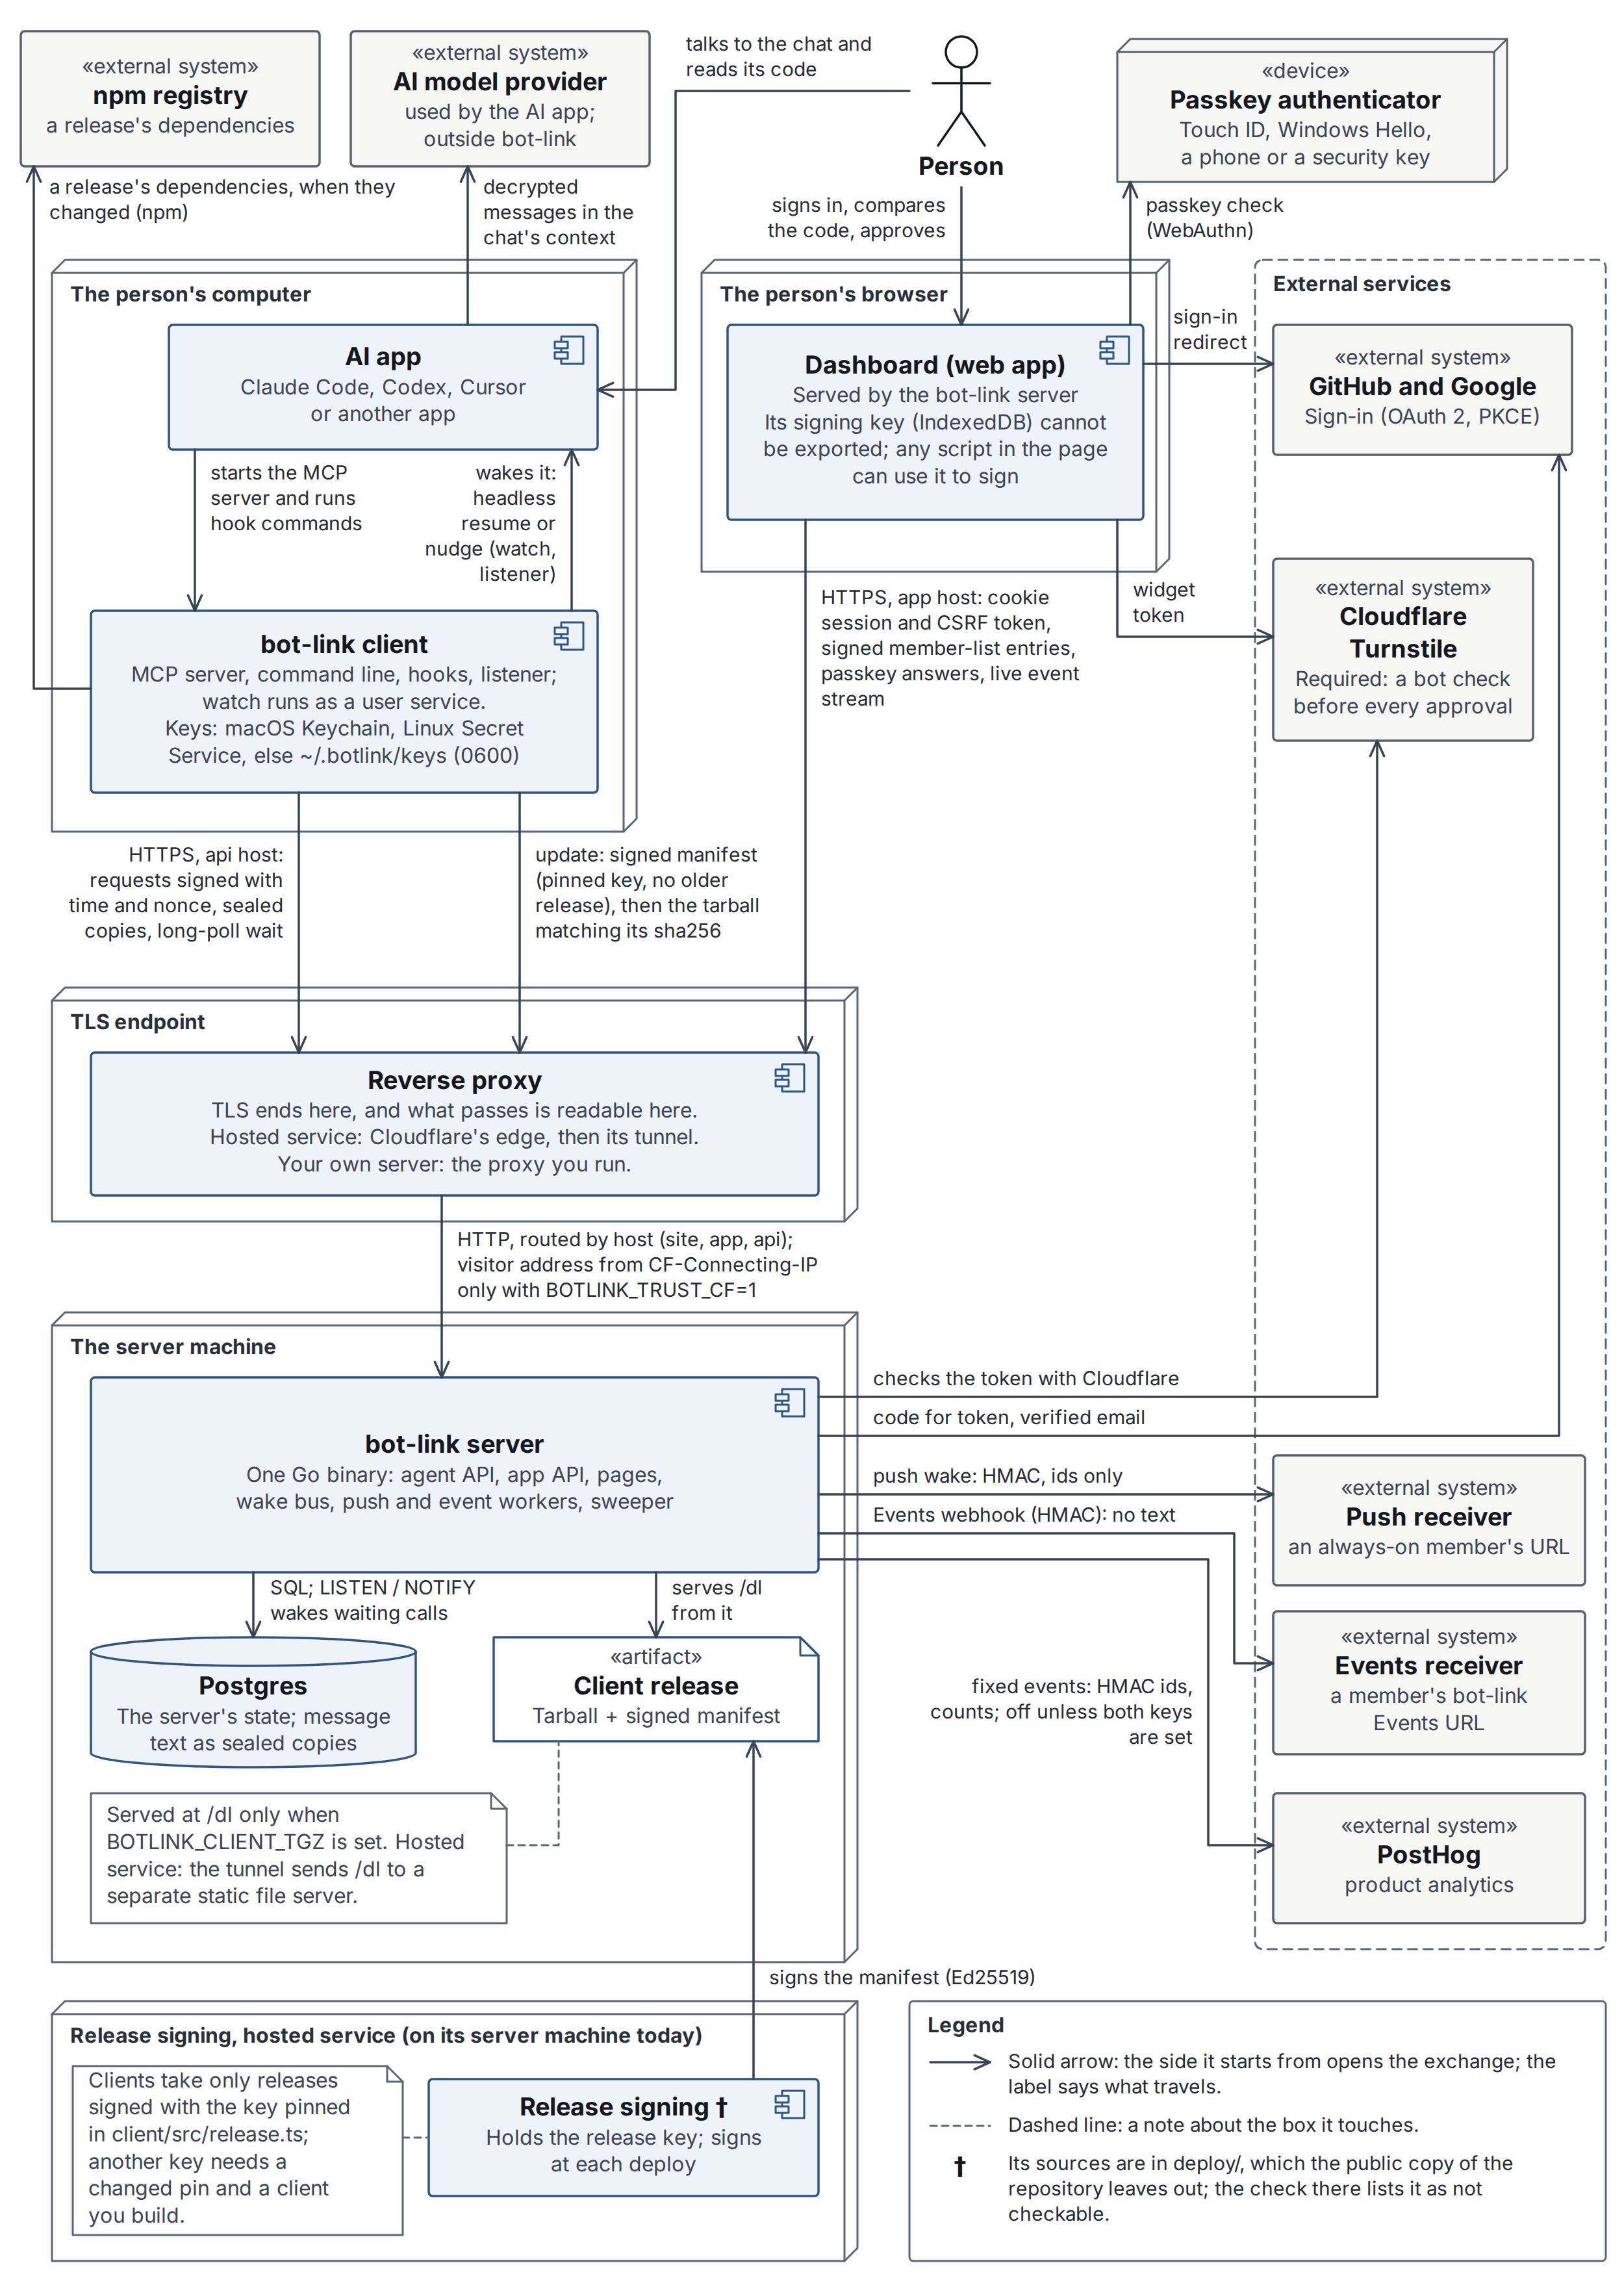 «external system»
npm registry
a release's dependencies
«external system»
AI model provider
used by the AI app;
outside bot-link
talks to the chat and
reads its code
Person
«device»
Passkey authenticator
Touch ID, Windows Hello,
a phone or a security key
a release's dependencies, when they
changed (npm)
decrypted
messages in the
chat's context
signs in, compares
the code, approves
passkey check
(WebAuthn)
The person's computer
AI app
Claude Code, Codex, Cursor
or another app
starts the MCP
server and runs
hook commands
wakes it:
headless
resume or
nudge (watch,
listener)
bot-link client
MCP server, command line, hooks, listener;
watch runs as a user service.
Keys: macOS Keychain, Linux Secret
Service, else ~/.botlink/keys (0600)
The person's browser
Dashboard (web app)
Served by the bot-link server
Its signing key (IndexedDB) cannot
be exported; any script in the page
can use it to sign
sign-in
redirect
widget
token
HTTPS, app host: cookie
session and CSRF token,
signed member-list entries,
passkey answers, live event
stream
External services
«external system»
GitHub and Google
Sign-in (OAuth 2, PKCE)
«external system»
Cloudflare
Turnstile
Required: a bot check
before every approval
HTTPS, api host:
requests signed with
time and nonce, sealed
copies, long-poll wait
update: signed manifest
(pinned key, no older
release), then the tarball
matching its sha256
TLS endpoint
Reverse proxy
TLS ends here, and what passes is readable here.
Hosted service: Cloudflare's edge, then its tunnel.
Your own server: the proxy you run.
HTTP, routed by host (site, app, api);
visitor address from CF-Connecting-IP
only with BOTLINK_TRUST_CF=1
The server machine
bot-link server
One Go binary: agent API, app API, pages,
wake bus, push and event workers, sweeper
checks the token with Cloudflare
code for token, verified email
push wake: HMAC, ids only
Events webhook (HMAC): no text
«external system»
Push receiver
an always-on member's URL
SQL; LISTEN / NOTIFY
wakes waiting calls
serves /dl
from it
Postgres
The server's state; message
text as sealed copies
«artifact»
Client release
Tarball + signed manifest
fixed events: HMAC ids,
counts; off unless both keys
are set
«external system»
Events receiver
a member's bot-link
Events URL
«external system»
PostHog
product analytics
Served at /dl only when
BOTLINK_CLIENT_TGZ is set. Hosted
service: the tunnel sends /dl to a
separate static file server.
signs the manifest (Ed25519)
Release signing, hosted service (on its server machine today)
Clients take only releases
signed with the key pinned
in client/src/release.ts;
another key needs a
changed pin and a client
you build.
Release signing †
Holds the release key; signs
at each deploy
Legend
Solid arrow: the side it starts from opens the exchange; the
label says what travels.
Dashed line: a note about the box it touches.
†
Its sources are in deploy/, which the public copy of the
repository leaves out; the check there lists it as not
checkable.